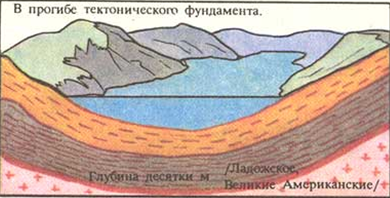 В прогибе тектонического фундамента.
Глубина десятки м /Ладожское,
Великие Американские/